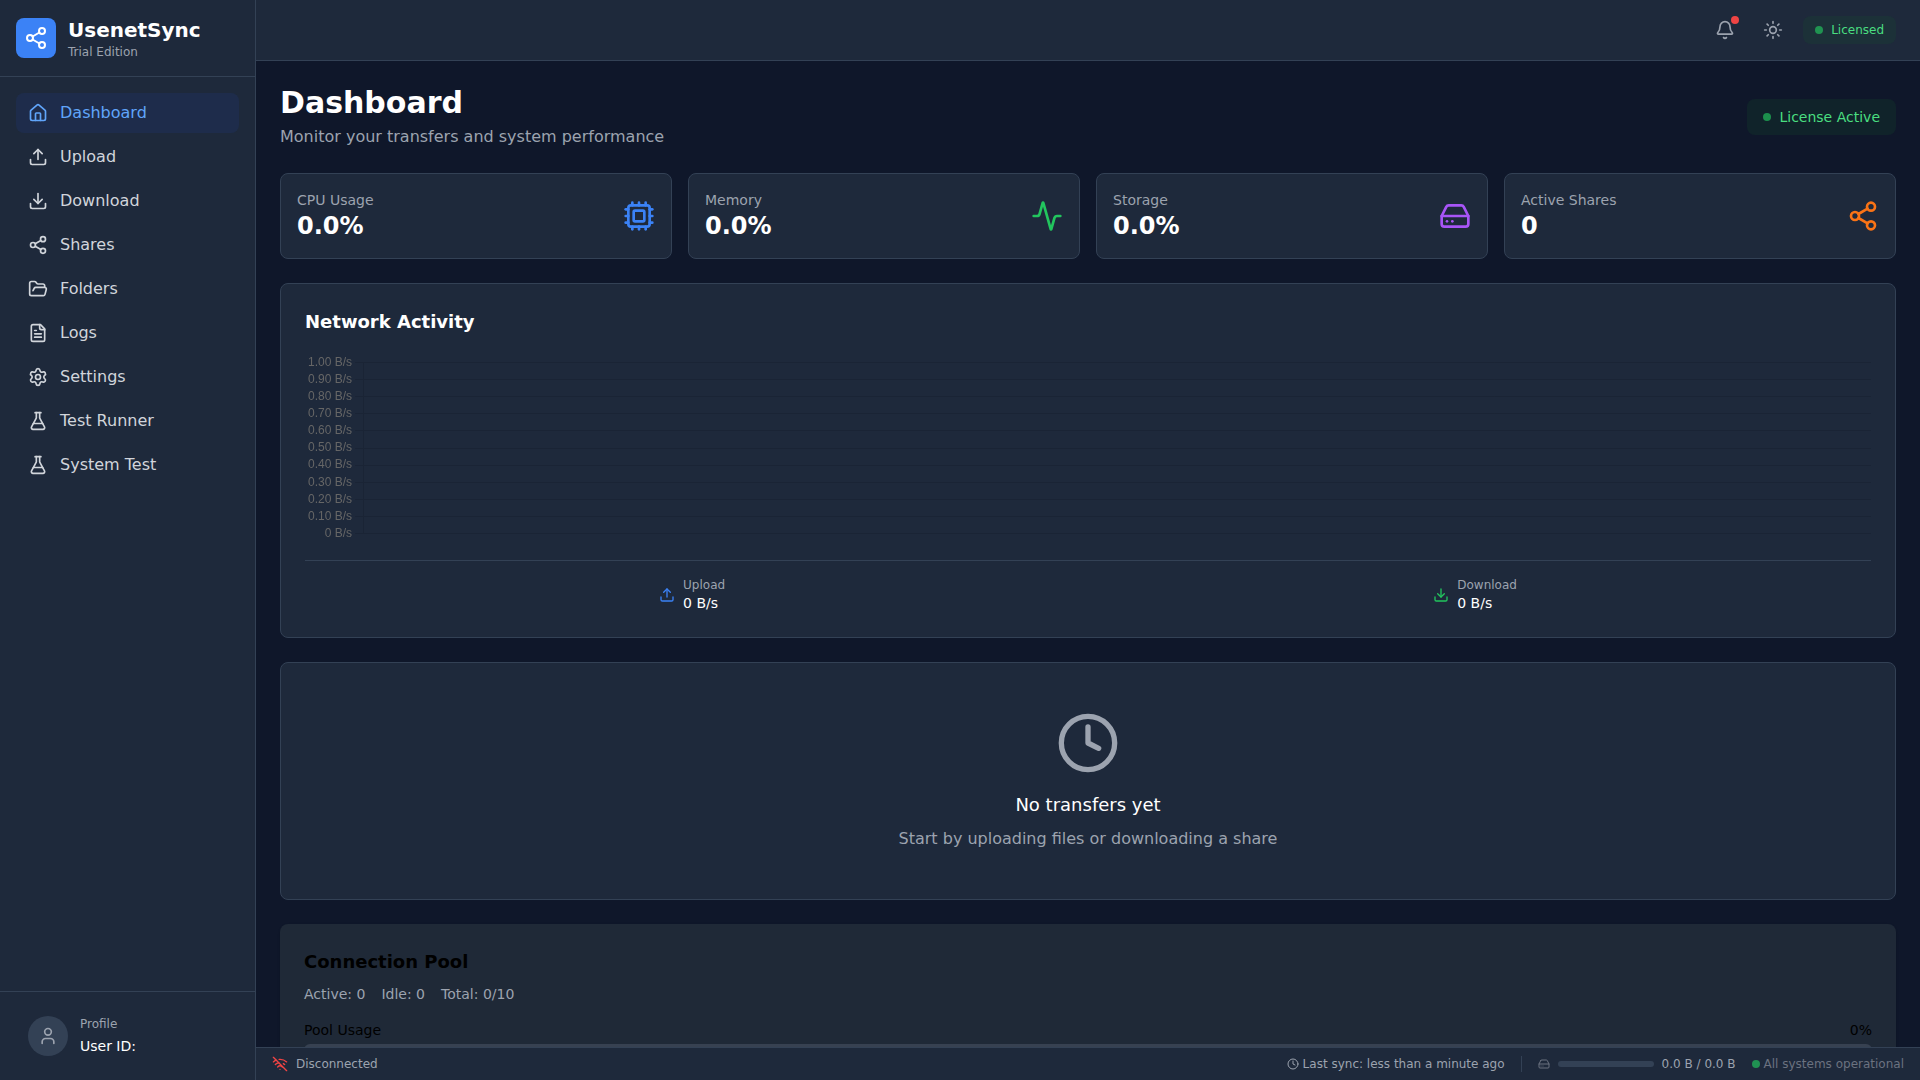 UsenetSync
Trial Edition
Dashboard
Upload
Download
Shares
Folders
Logs
Settings
Test Runner
System Test
Profile
User ID:
Licensed
Dashboard
Monitor your transfers and system performance
License Active
CPU Usage
0.0%
Memory
0.0%
Storage
0.0%
Active Shares
0
Network Activity
1.00 B/s
0.90 B/s
0.80 B/s
0.70 B/s
0.60 B/s
0.50 B/s
0.40 B/s
0.30 B/s
0.20 B/s
0.10 B/s
0 B/s
Upload
0 B/s
Download
0 B/s
No transfers yet
Start by uploading files or downloading a share
Connection Pool
Active: 0 Idle: 0 Total: 0/10
Pool Usage 0%
Disconnected
Last sync: less than a minute ago
0.0 B / 0.0 B
All systems operational